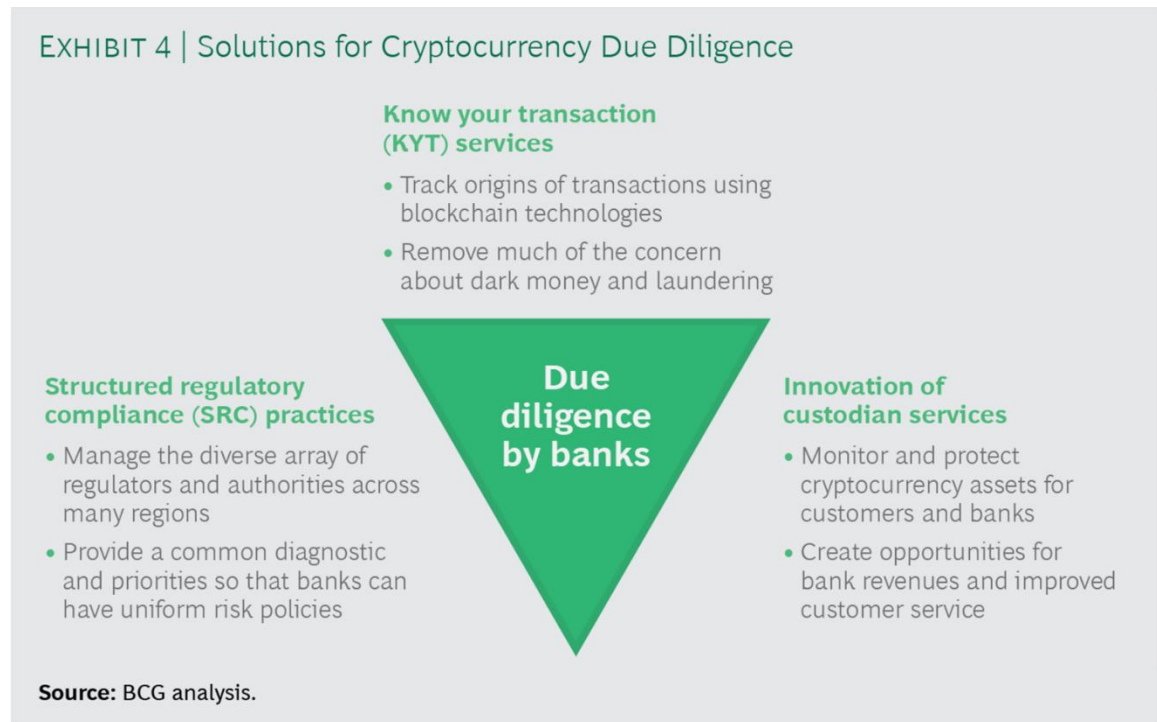 EXHIBIT 4 | Solutions for Cryptocurrency Due Diligence
Know your transaction
(KYT) services
• Track origins of transactions using
blockchain technologies
• Remove much of the concern
about dark money and laundering
Structured regulatory
compliance (SRC) practices
• Manage the diverse array of
regulators and authorities across
many regions
• Provide a common diagnostic
and priorities so that banks can
have uniform risk policies
Due
diligence
by banks
Innovation of
custodian services
• Monitor and protect
cryptocurrency assets for
customers and banks
• Create opportunities for
bank revenues and improved
customer service
Source: BCG analysis.